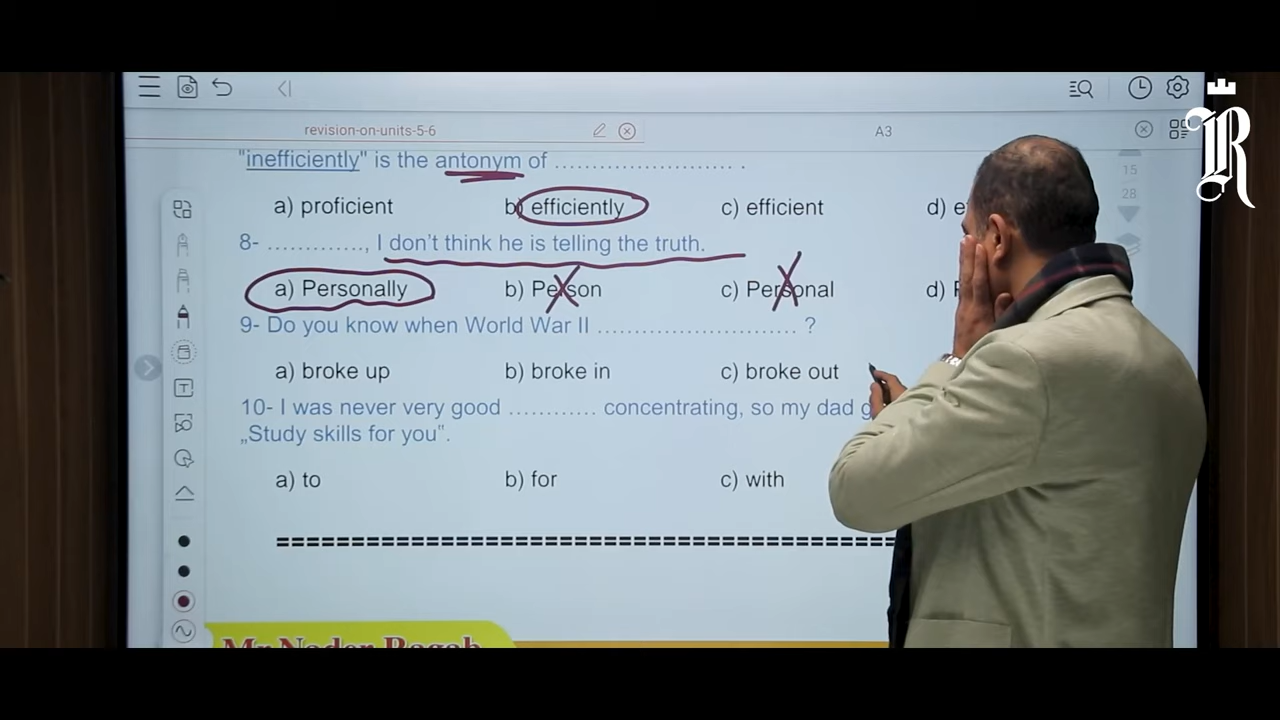 revision-on-units-5-6
A3
15
28
"inefficiently" is the antonym of ........................ .
a) proficient b) efficiently c) efficient d)
8- ............., I don't think he is telling the truth.
a) Personally b) Person c) Personal d)
9- Do you know when World War II .......................... ?
a) broke up b) broke in c) broke out
10- I was never very good ............ concentrating, so my dad
„Study skills for you".
a) to b) for c) with
Mr Nader Ragab
R